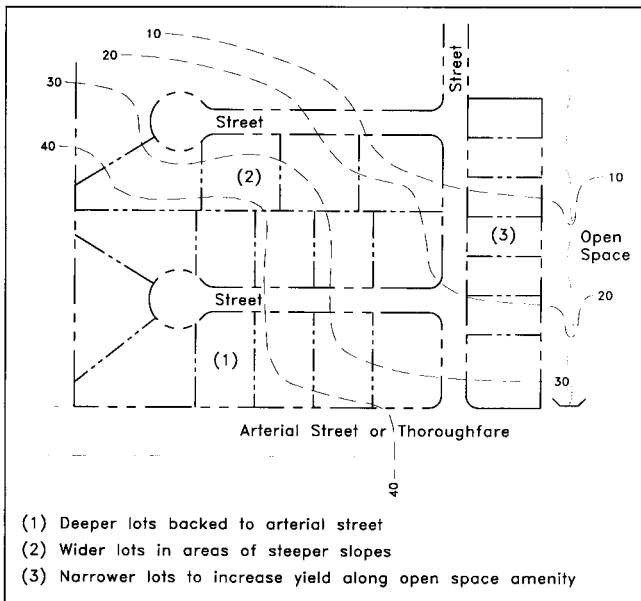 10
20
30
40
Street
Street
(2)
10
(3)
Open
Space
20
Street
(1)
30
Arterial Street or Thoroughfare
40
(1) Deeper lots backed to arterial street
(2) Wider lots in areas of steeper slopes
(3) Narrower lots to increase yield along open space amenity